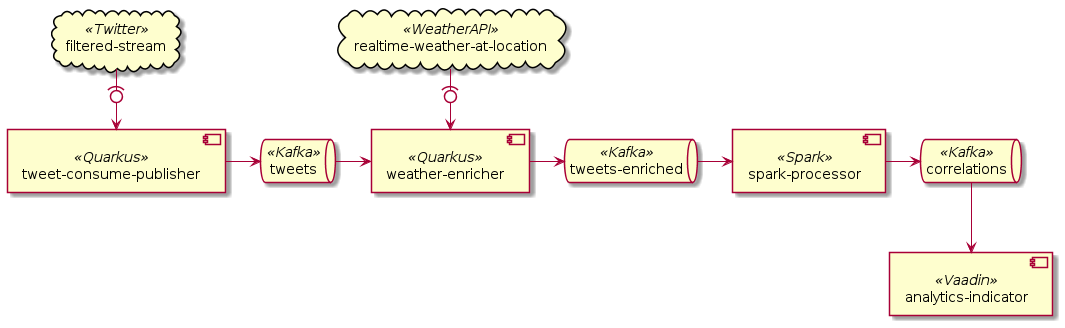 «Twitter»
filtered-stream
«WeatherAPI»
realtime-weather-at-location
«Quarkus»
tweet-consume-publisher
«Kafka»
tweets
«Quarkus»
weather-enricher
«Kafka»
tweets-enriched
«Spark»
spark-processor
«Kafka»
correlations
«Vaadin»
analytics-indicator